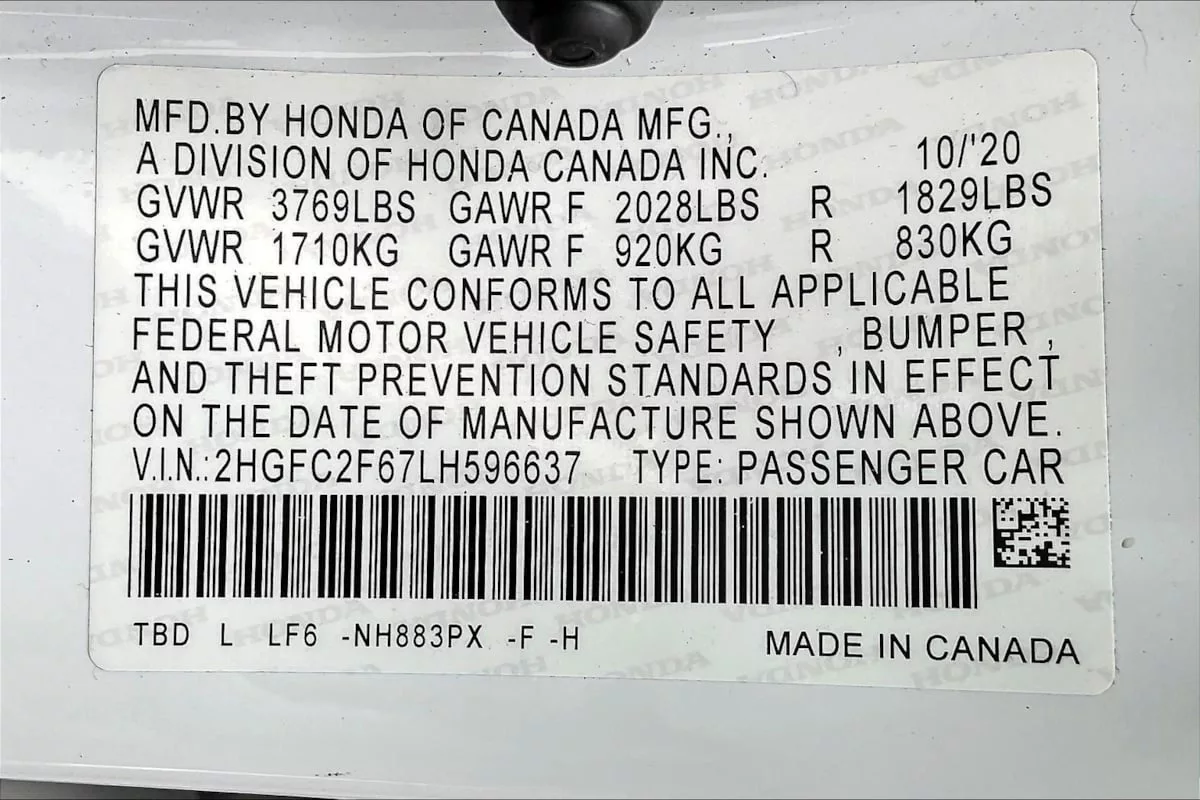 MFD.BY HONDA OF CANADA MFG.,
A DIVISION OF HONDA CANADA INC. 10/'20
GVWR 3769LBS GAWR F 2028LBS R 1829LBS
GVWR 1710KG GAWR F 920KG R 830KG
THIS VEHICLE CONFORMS TO ALL APPLICABLE
FEDERAL MOTOR VEHICLE SAFETY , BUMPER ,
AND THEFT PREVENTION STANDARDS IN EFFECT
ON THE DATE OF MANUFACTURE SHOWN ABOVE.
V.I.N.:2HGFC2F67LH596637 TYPE: PASSENGER CAR
TBD L LF6 -NH883PX -F -H MADE IN CANADA